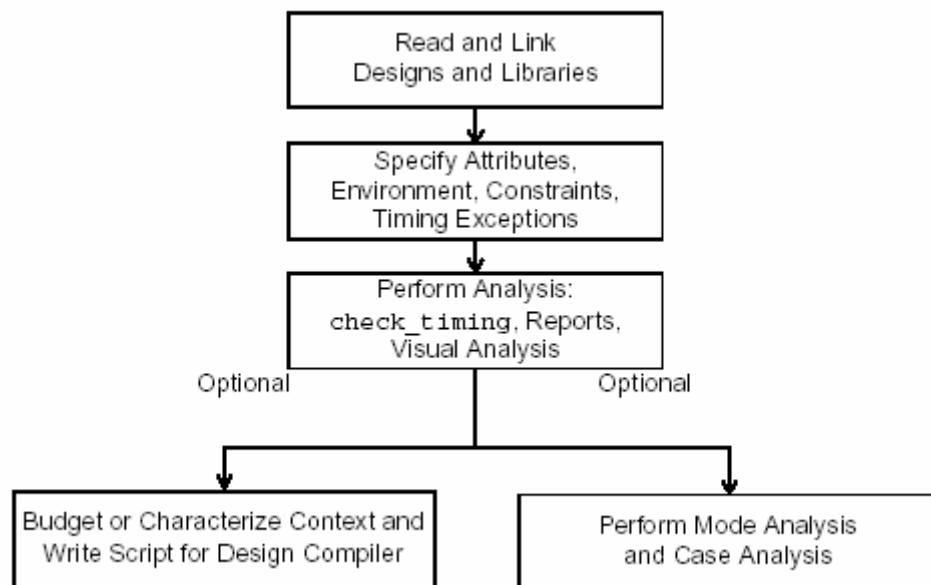 Read and Link
Designs and Libraries
Specify Attributes,
Environment, Constraints,
Timing Exceptions
Perform Analysis:
check_timing, Reports,
Visual Analysis
Optional
Optional
Budget or Characterize Context and
Write Script for Design Compiler
Perform Mode Analysis
and Case Analysis